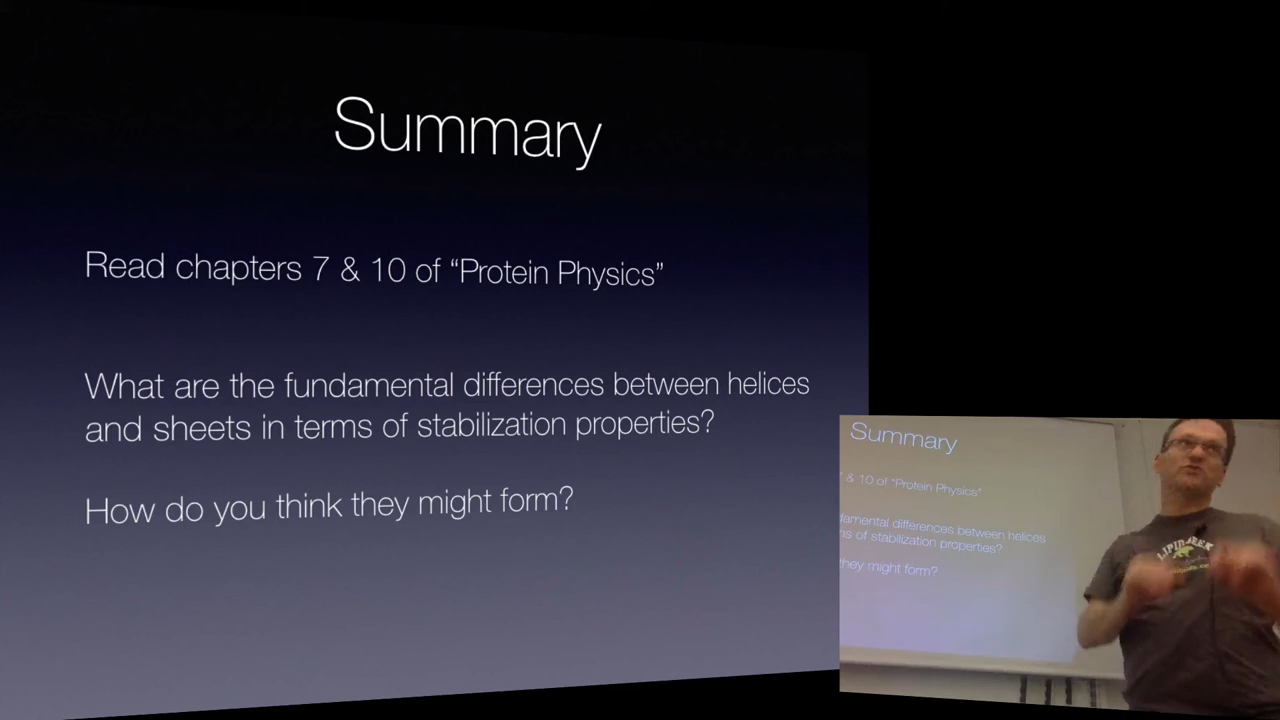 Summary
Read chapters 7 & 10 of “Protein Physics”
What are the fundamental differences between helices
and sheets in terms of stabilization properties?
How do you think they might form?
Summary
& 10 of “Protein Physics”
damental differences between helices
ms of stabilization properties?
they might form?